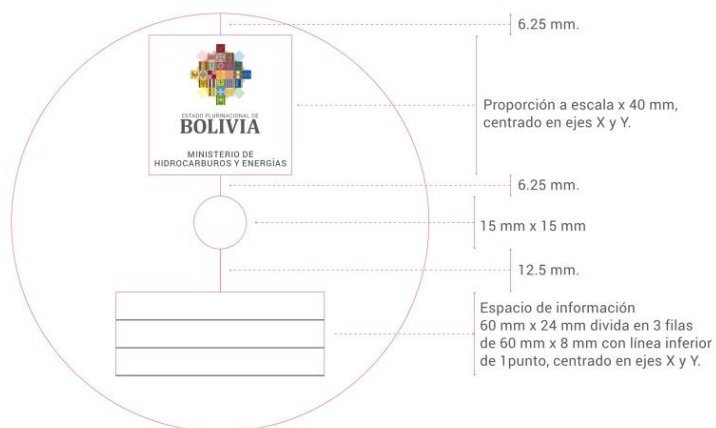 6.25 mm.
ESTADO PLURINACIONAL DE
BOLIVIA
MINISTERIO DE
HIDROCARBUROS Y ENERGÍAS
Proporción a escala x 40 mm,
centrado en ejes X y Y.
6.25 mm.
15 mm x 15 mm
12.5 mm.
Espacio de información
60 mm x 24 mm divida en 3 filas
de 60 mm x 8 mm con línea inferior
de 1punto, centrado en ejes X y Y.